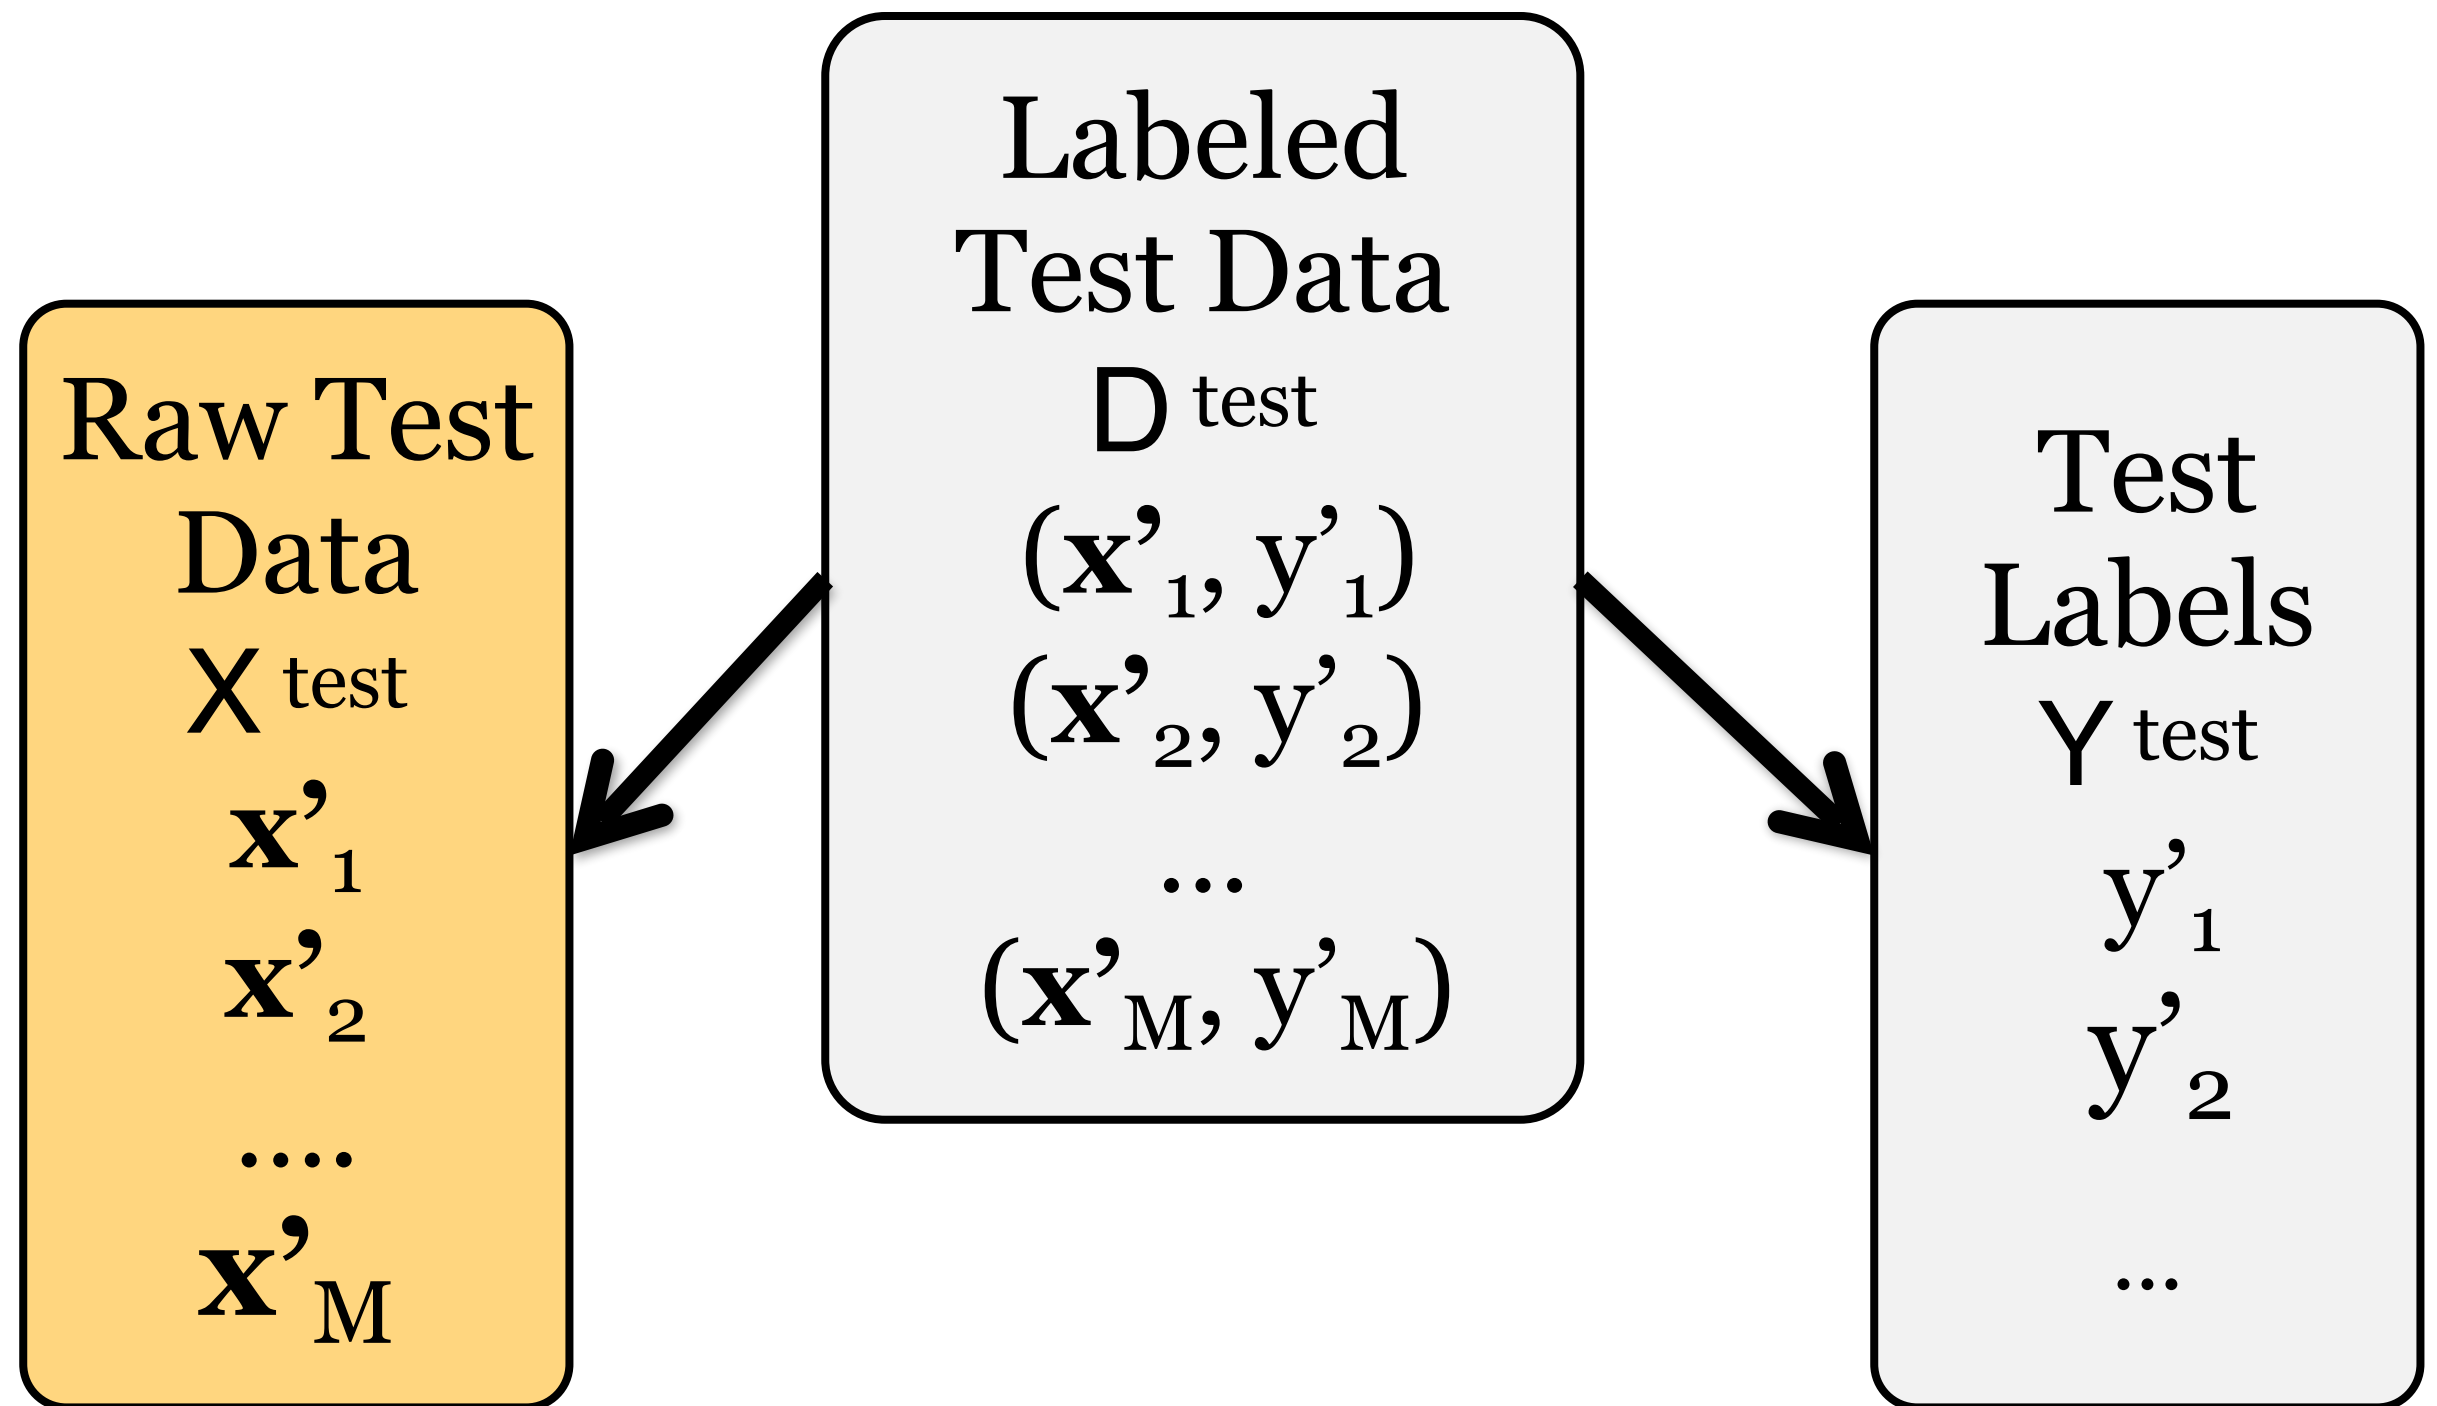 Raw Test
Data
X test
x’1
x’2
....
x’M
Labeled
Test Data
D test
(x’1, y’1)
(x’2, y’2)
...
(x’M, y’M)
Test
Labels
Y test
y’1
y’2
...